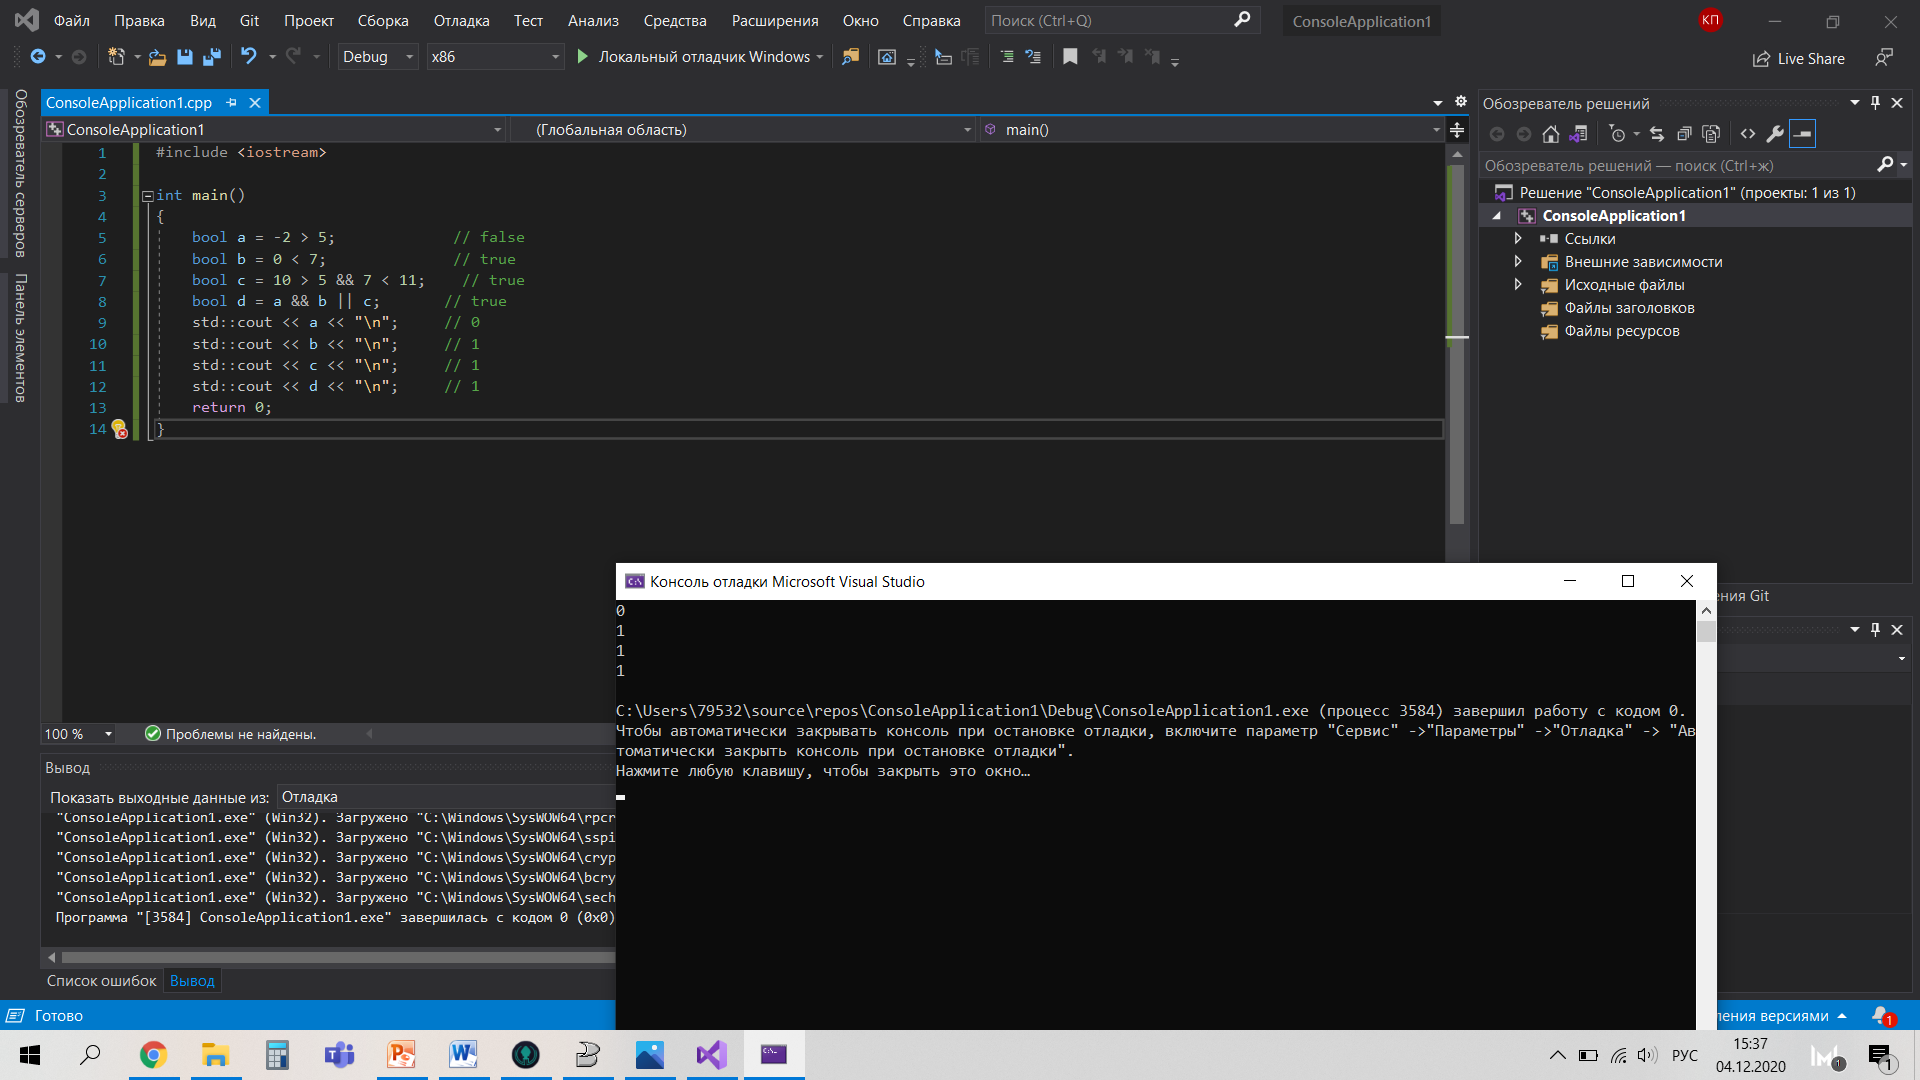 Файл Правка Вид Git Проект Сборка Отладка Тест Анализ Средства Расширения Окно Справка Поиск (Ctrl+Q) ConsoleApplication1 КП
Debug x86 Локальный отладчик Windows Live Share
Обозреватель серверов
Панель элементов
ConsoleApplication1.cpp
ConsoleApplication1 (Глобальная область) main()
1 #include <iostream>
2
3 int main()
4 {
5 bool a = -2 > 5; // false
6 bool b = 0 < 7; // true
7 bool c = 10 > 5 && 7 < 11; // true
8 bool d = a && b || c; // true
9 std::cout << a << "\n"; // 0
10 std::cout << b << "\n"; // 1
11 std::cout << c << "\n"; // 1
12 std::cout << d << "\n"; // 1
13 return 0;
14 }
100 % Проблемы не найдены.
Вывод
Показать выходные данные из: Отладка
"ConsoleApplication1.exe" (Win32). Загружено "C:\Windows\SysWOW64\rpcr
"ConsoleApplication1.exe" (Win32). Загружено "C:\Windows\SysWOW64\sspi
"ConsoleApplication1.exe" (Win32). Загружено "C:\Windows\SysWOW64\cryp
"ConsoleApplication1.exe" (Win32). Загружено "C:\Windows\SysWOW64\bcry
"ConsoleApplication1.exe" (Win32). Загружено "C:\Windows\SysWOW64\sech
Программа "[3584] ConsoleApplication1.exe" завершилась с кодом 0 (0x0)
Список ошибок Вывод
Обозреватель решений
Обозреватель решений — поиск (Ctrl+ж)
Решение "ConsoleApplication1" (проекты: 1 из 1)
ConsoleApplication1
Ссылки
Внешние зависимости
Исходные файлы
Файлы заголовков
Файлы ресурсов
ния Git
Консоль отладки Microsoft Visual Studio
0
1
1
1
C:\Users\79532\source\repos\ConsoleApplication1\Debug\ConsoleApplication1.exe (процесс 3584) завершил работу с кодом 0.
Чтобы автоматически закрывать консоль при остановке отладки, включите параметр "Сервис" ->"Параметры" ->"Отладка" -> "Ав
томатически закрыть консоль при остановке отладки".
Нажмите любую клавишу, чтобы закрыть это окно…
Готово
ления версиями 1
РУС 15:37
04.12.2020
1
1